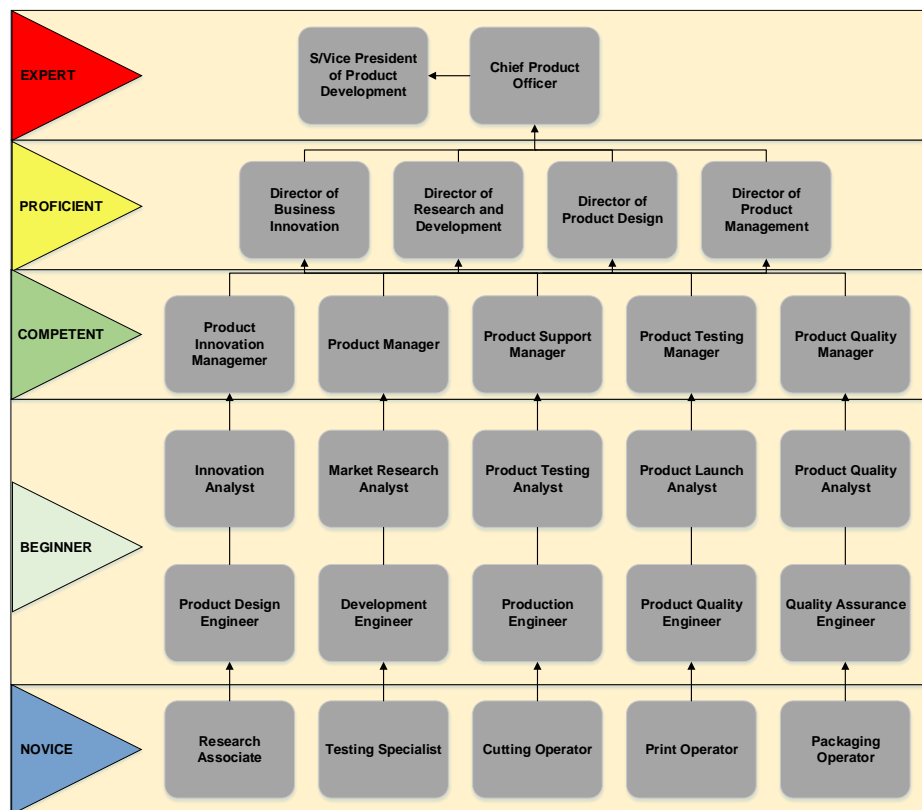 EXPERT
S/Vice President
of Product
Development
Chief Product
Officer
PROFICIENT
Director of
Business
Innovation
Director of
Research and
Development
Director of
Product Design
Director of
Product
Management
COMPETENT
Product
Innovation
Managemer
Product Manager
Product Support
Manager
Product Testing
Manager
Product Quality
Manager
BEGINNER
Innovation
Analyst
Market Research
Analyst
Product Testing
Analyst
Product Launch
Analyst
Product Quality
Analyst
Product Design
Engineer
Development
Engineer
Production
Engineer
Product Quality
Engineer
Quality Assurance
Engineer
NOVICE
Research
Associate
Testing Specialist
Cutting Operator
Print Operator
Packaging
Operator